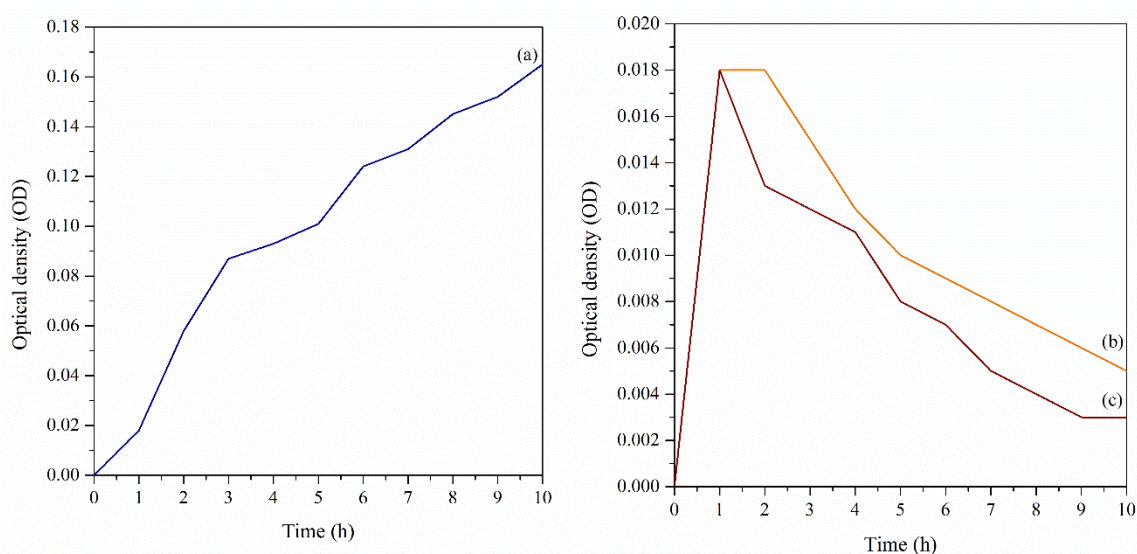 0.18
0.16
0.14
0.12
0.10
0.08
0.06
0.04
0.02
0.00
Optical density (OD)
(a)
0 1 2 3 4 5 6 7 8 9 10
Time (h)
0.020
0.018
0.016
0.014
0.012
0.010
0.008
0.006
0.004
0.002
0.000
Optical density (OD)
(b)
(c)
0 1 2 3 4 5 6 7 8 9 10
Time (h)